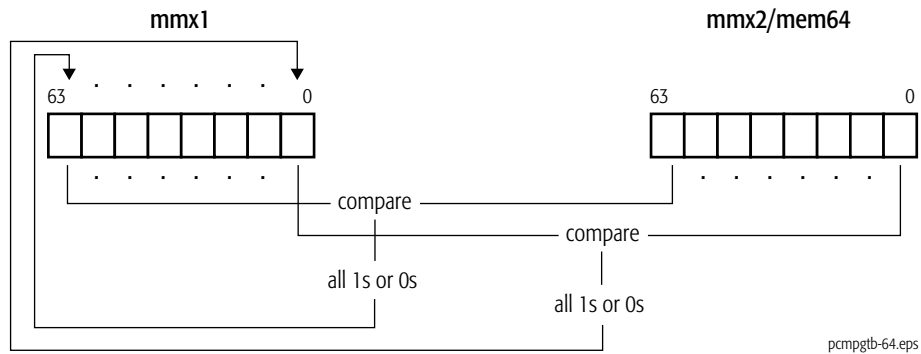 mmx1 mmx2/mem64
. . . . . .
63 0 63 0
. . . . . . . . . . . .
compare
compare
all 1s or 0s
all 1s or 0s
pcmpgtb-64.eps